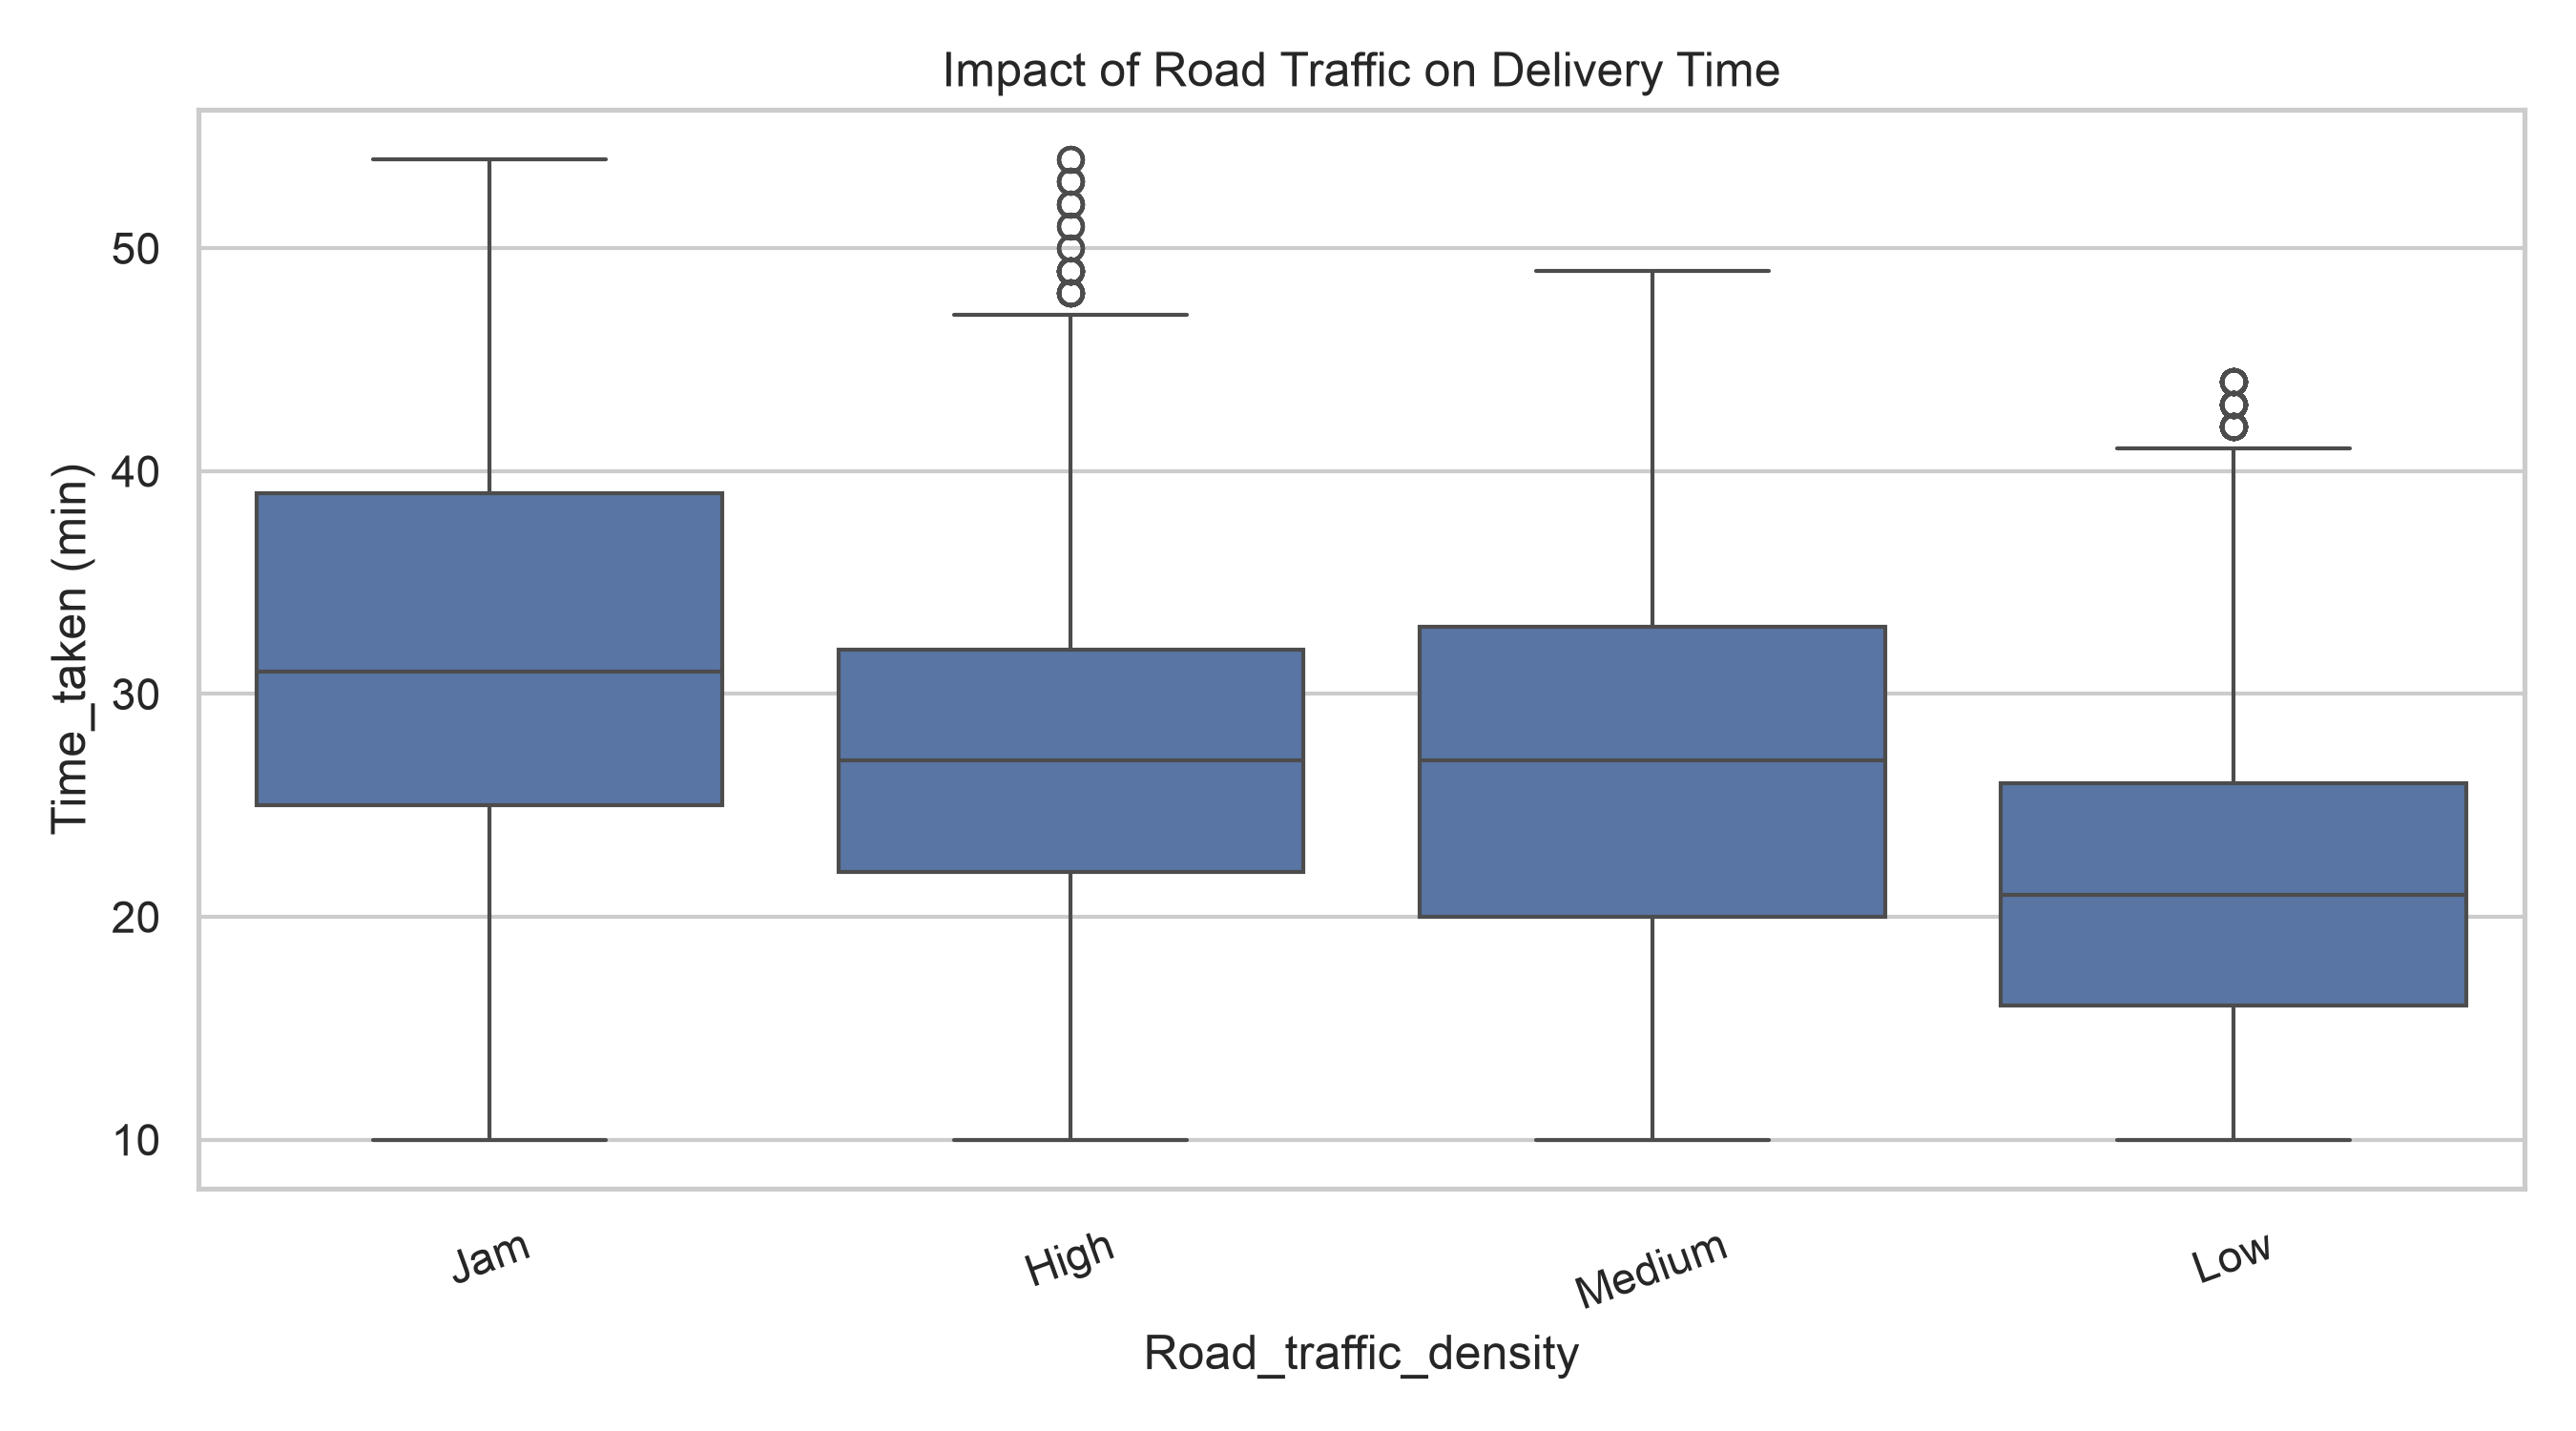 Impact of Road Traffic on Delivery Time
Time_taken (min)
50
40
30
20
10
Jam
High
Medium
Low
Road_traffic_density